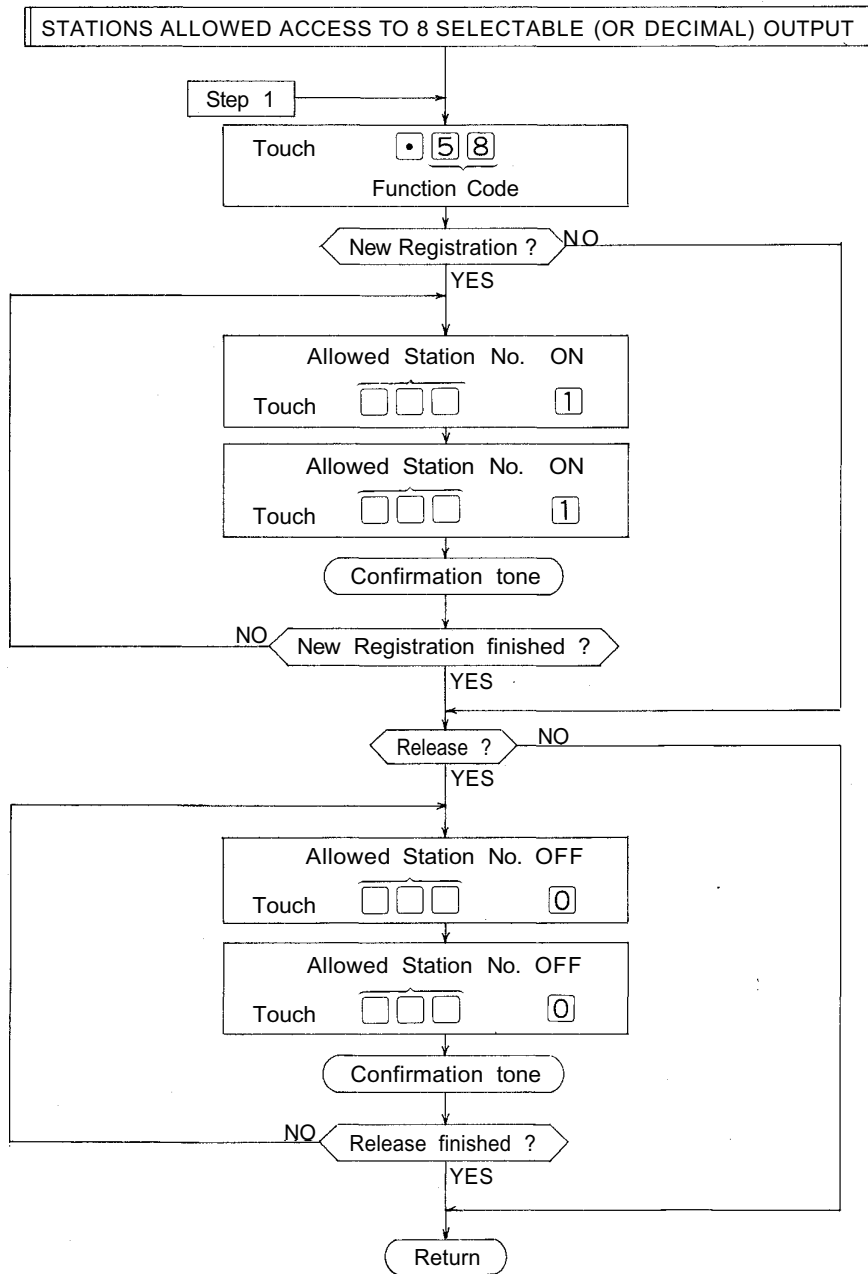 STATIONS ALLOWED ACCESS TO 8 SELECTABLE (OR DECIMAL) OUTPUT
Step 1
Touch • 5 8
Function Code
New Registration ? NO
YES
Allowed Station No. ON
Touch 1
Allowed Station No. ON
Touch 1
Confirmation tone
NO New Registration finished ?
YES
Release ? NO
YES
Allowed Station No. OFF
Touch 0
Allowed Station No. OFF
Touch 0
Confirmation tone
NO Release finished ?
YES
Return